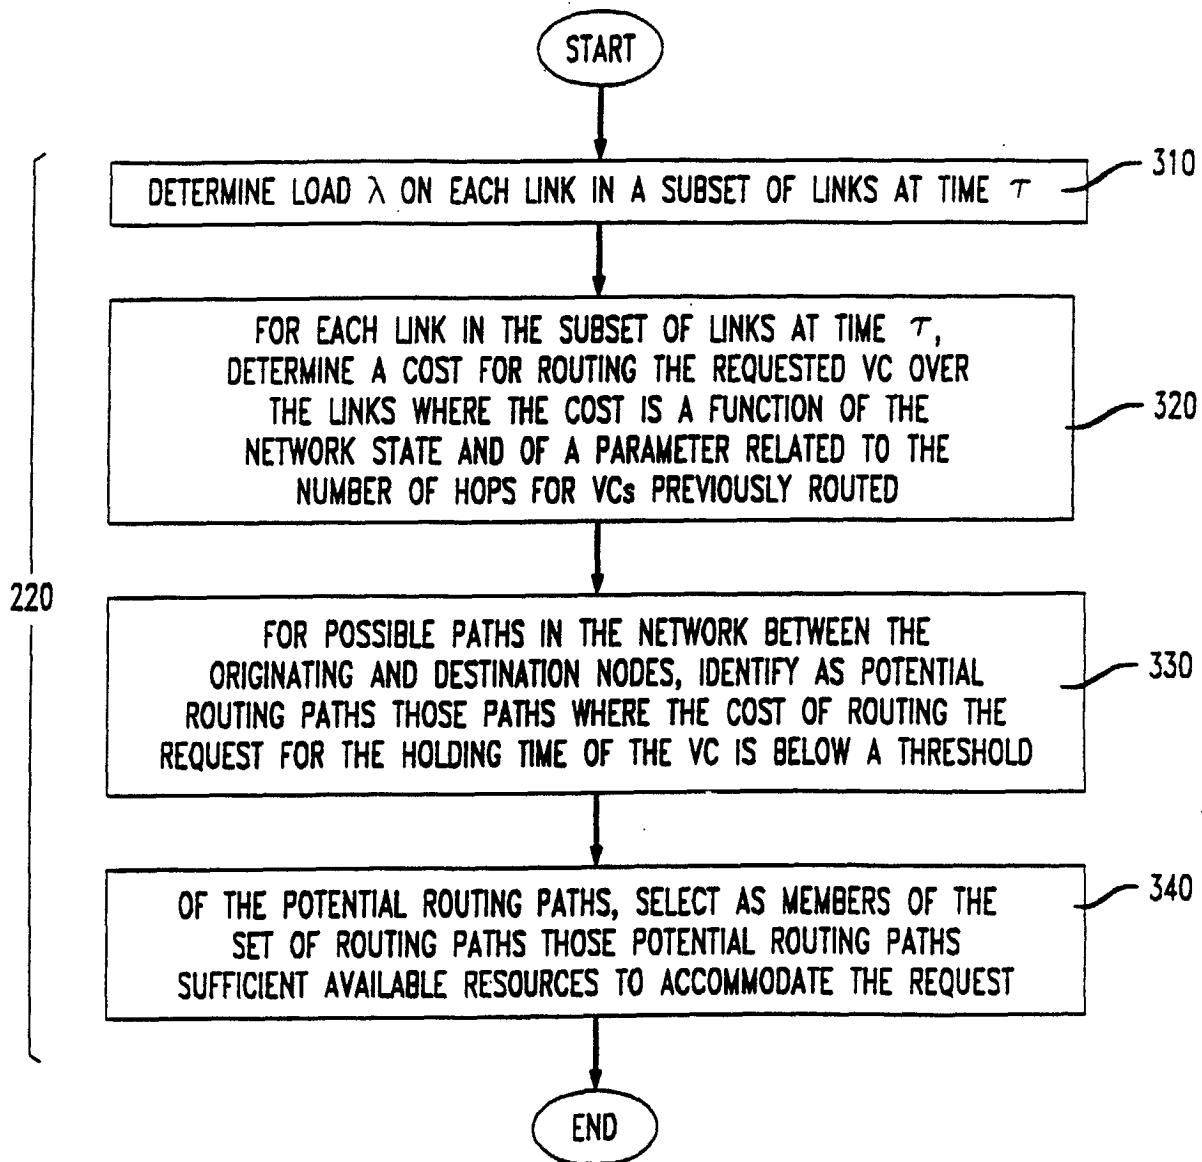 START
310
DETERMINE LOAD λ ON EACH LINK IN A SUBSET OF LINKS AT TIME τ
FOR EACH LINK IN THE SUBSET OF LINKS AT TIME τ,
DETERMINE A COST FOR ROUTING THE REQUESTED VC OVER
THE LINKS WHERE THE COST IS A FUNCTION OF THE
NETWORK STATE AND OF A PARAMETER RELATED TO THE
NUMBER OF HOPS FOR VCs PREVIOUSLY ROUTED
320
220
FOR POSSIBLE PATHS IN THE NETWORK BETWEEN THE
ORIGINATING AND DESTINATION NODES, IDENTIFY AS POTENTIAL
ROUTING PATHS THOSE PATHS WHERE THE COST OF ROUTING THE
REQUEST FOR THE HOLDING TIME OF THE VC IS BELOW A THRESHOLD
330
OF THE POTENTIAL ROUTING PATHS, SELECT AS MEMBERS OF THE
SET OF ROUTING PATHS THOSE POTENTIAL ROUTING PATHS
SUFFICIENT AVAILABLE RESOURCES TO ACCOMMODATE THE REQUEST
340
END